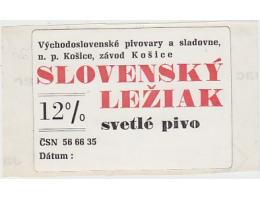 Východoslovenské pivovary a sladovne,
n. p. Košice, závod Košice
SLOVENSKÝ
12% LEŽIAK
svetlé pivo
ČSN 56 66 35
Dátum :